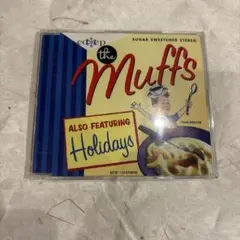 SUGAR SWEETENED STEREO
the
Muffs
ALSO FEATURING
Holidays